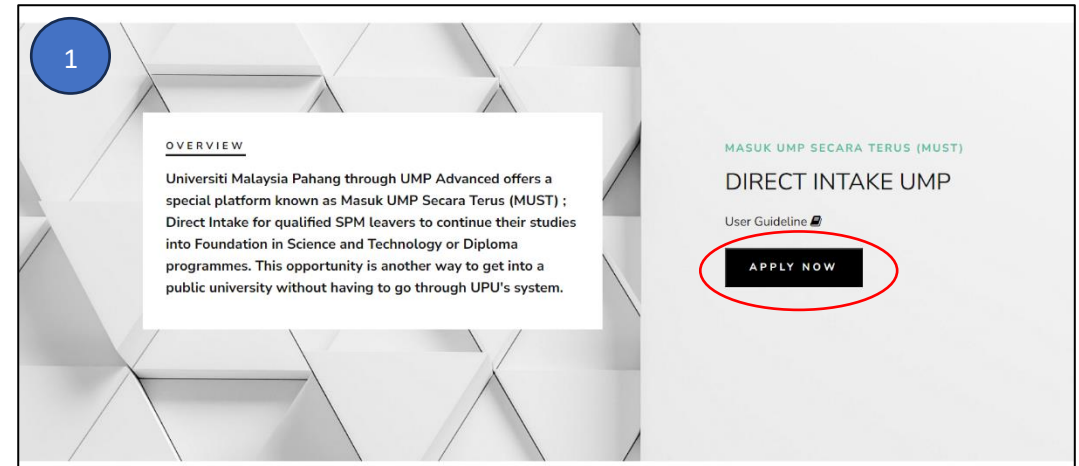 1
OVERVIEW
Universiti Malaysia Pahang through UMP Advanced offers a
special platform known as Masuk UMP Secara Terus (MUST) ;
Direct Intake for qualified SPM leavers to continue their studies
into Foundation in Science and Technology or Diploma
programmes. This opportunity is another way to get into a
public university without having to go through UPU's system.
MASUK UMP SECARA TERUS (MUST)
DIRECT INTAKE UMP
User Guideline
APPLY NOW